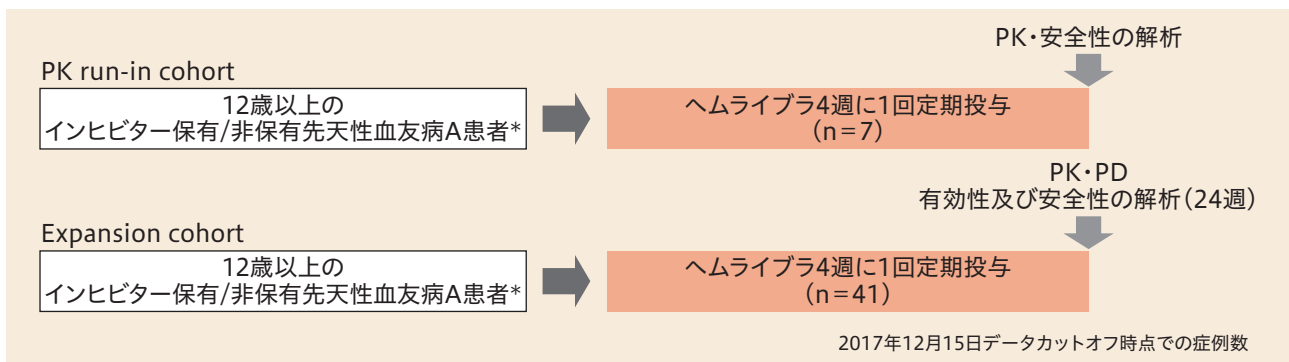 PK・安全性の解析
PK run-in cohort
12歳以上の
インヒビター保有/非保有先天性血友病A患者*
ヘムライブラ4週に1回定期投与
(n=7)
PK・PD
有効性及び安全性の解析(24週)
Expansion cohort
12歳以上の
インヒビター保有/非保有先天性血友病A患者*
ヘムライブラ4週に1回定期投与
(n=41)
2017年12月15日データカットオフ時点での症例数